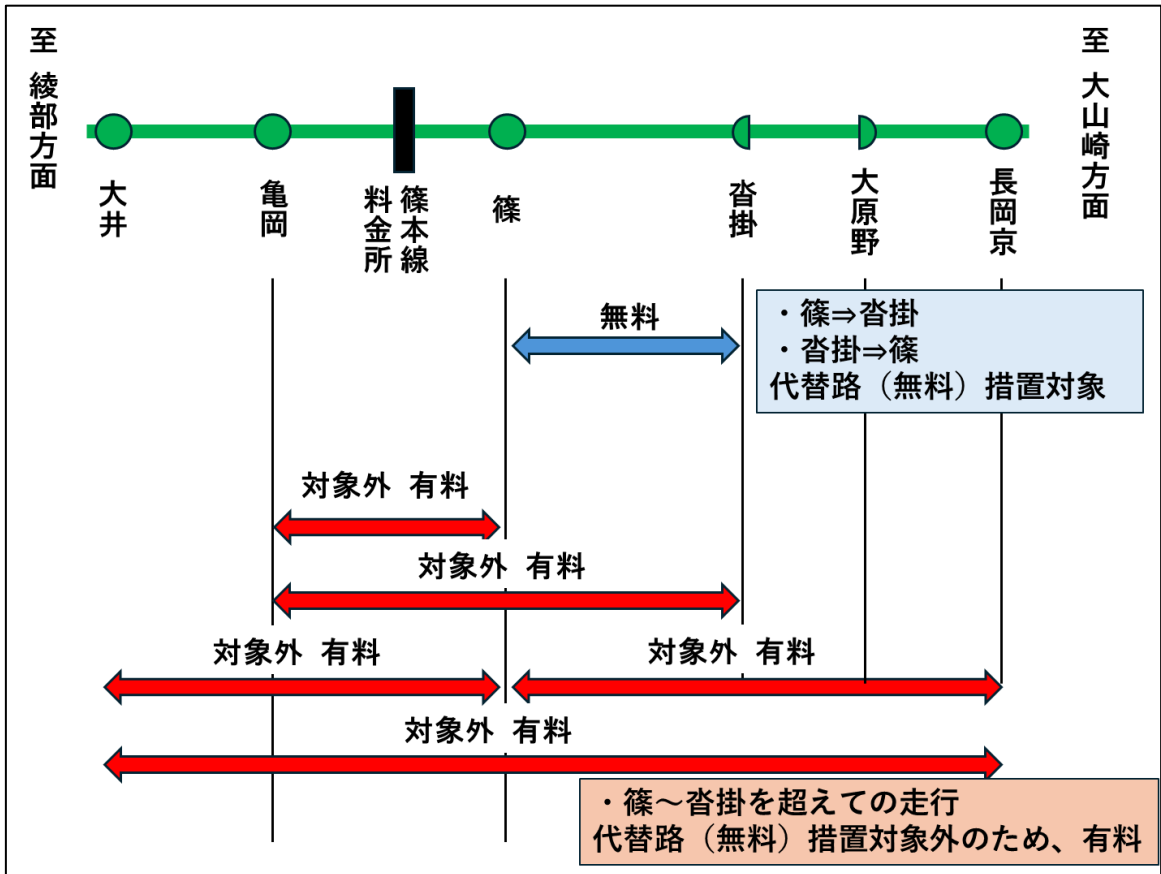 至 綾部方面
至 大山崎方面
大井
亀岡
篠本線
料金所
篠
沓掛
大原野
長岡京
無料
・篠⇒沓掛
・沓掛⇒篠
代替路（無料）措置対象
対象外 有料
対象外 有料
対象外 有料
対象外 有料
対象外 有料
・篠～沓掛を超えての走行
代替路（無料）措置対象外のため、有料